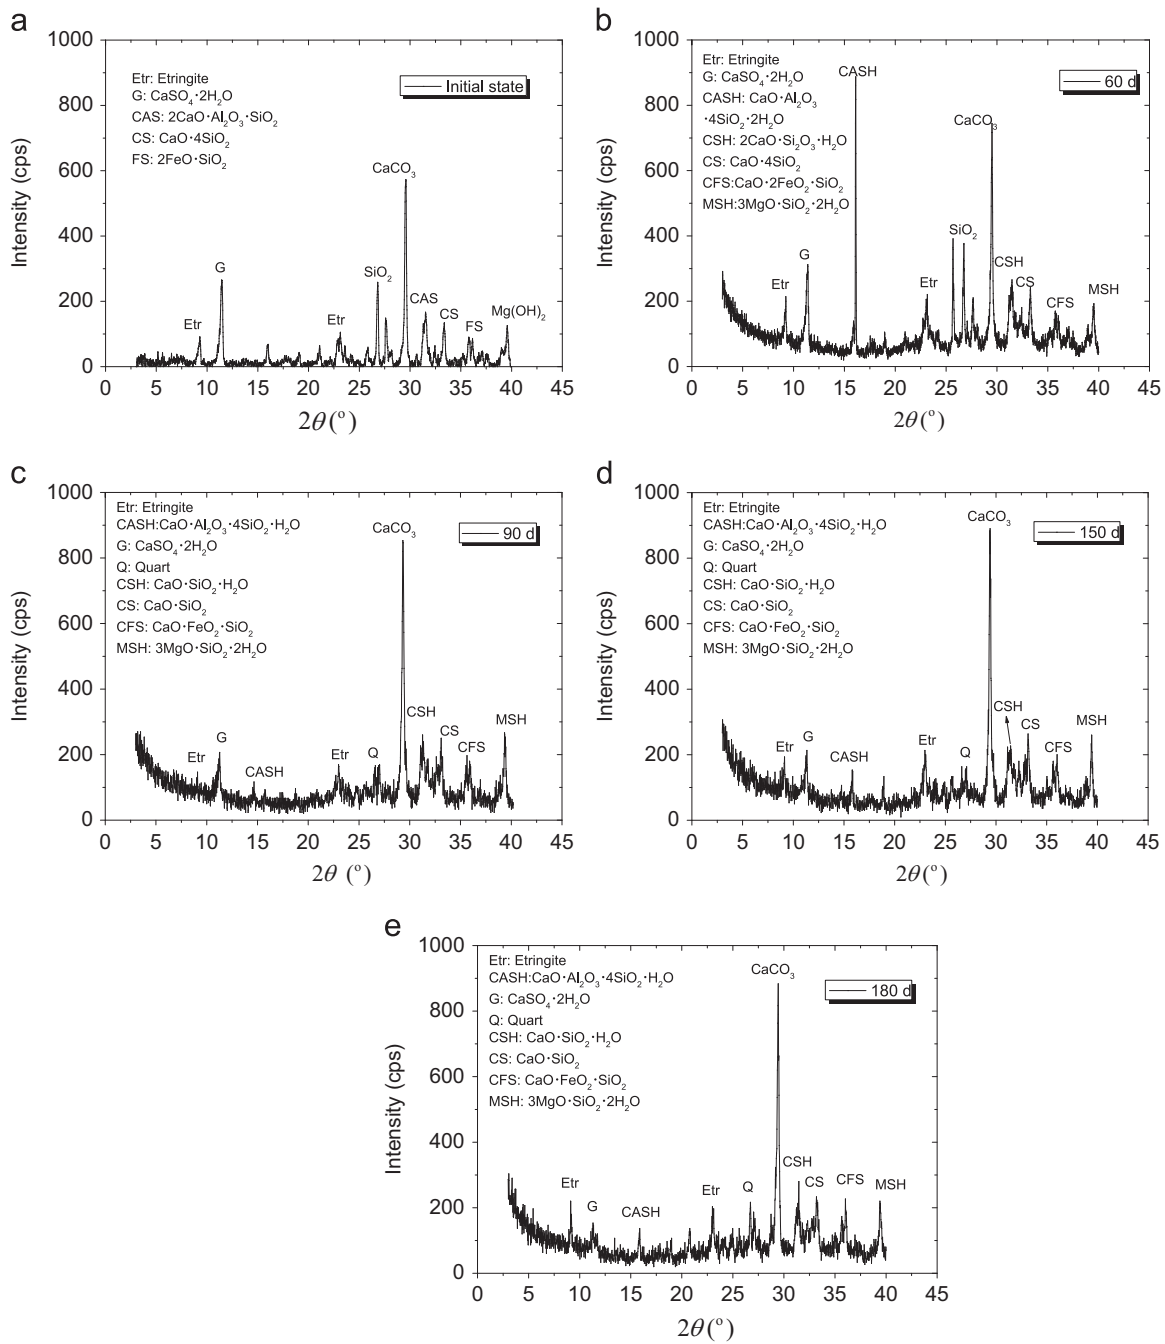 a
1000
800
600
400
200
0
Intensity (cps)
Etr: Etringite
G: CaSO₄·2H₂O
CAS: 2CaO·Al₂O₃·SiO₂
CS: CaO·4SiO₂
FS: 2FeO·SiO₂
Initial state
CaCO₃
G
SiO₂
CAS
CS
Mg(OH)₂
Etr
Etr
FS
0 5 10 15 20 25 30 35 40 45
2θ (°)
b
1000
800
600
400
200
0
Intensity (cps)
Etr: Etringite
G: CaSO₄·2H₂O
CASH: CaO·Al₂O₃
·4SiO₂·2H₂O
CSH: 2CaO·Si₂O₃·H₂O
CS: CaO·4SiO₂
CFS:CaO·2FeO₂·SiO₂
MSH:3MgO·SiO₂·2H₂O
60 d
CASH
CaCO₃
SiO₂
G
CSH
Etr
Etr
CS
MSH
CFS
0 5 10 15 20 25 30 35 40 45
2θ (°)
c
1000
800
600
400
200
0
Intensity (cps)
Etr: Etringite
CASH:CaO·Al₂O₃·4SiO₂·H₂O
G: CaSO₄·2H₂O
Q: Quart
CSH: CaO·SiO₂·H₂O
CS: CaO·SiO₂
CFS: CaO·FeO₂·SiO₂
MSH: 3MgO·SiO₂·2H₂O
90 d
CaCO₃
CSH
MSH
G
CS
Etr
Etr
Q
CFS
CASH
0 5 10 15 20 25 30 35 40 45
2θ (°)
d
1000
800
600
400
200
0
Intensity (cps)
Etr: Etringite
CASH:CaO·Al₂O₃·4SiO₂·H₂O
G: CaSO₄·2H₂O
Q: Quart
CSH: CaO·SiO₂·H₂O
CS: CaO·SiO₂
CFS: CaO·FeO₂·SiO₂
MSH: 3MgO·SiO₂·2H₂O
150 d
CaCO₃
CSH
CS
MSH
G
Etr
Etr
Q
CFS
CASH
0 5 10 15 20 25 30 35 40 45
2θ (°)
e
1000
800
600
400
200
0
Intensity (cps)
Etr: Etringite
CASH:CaO·Al₂O₃·4SiO₂·H₂O
G: CaSO₄·2H₂O
Q: Quart
CSH: CaO·SiO₂·H₂O
CS: CaO·SiO₂
CFS: CaO·FeO₂·SiO₂
MSH: 3MgO·SiO₂·2H₂O
180 d
CaCO₃
CSH
Etr
G
CASH
Etr
Q
CS
CFS
MSH
0 5 10 15 20 25 30 35 40 45
2θ (°)